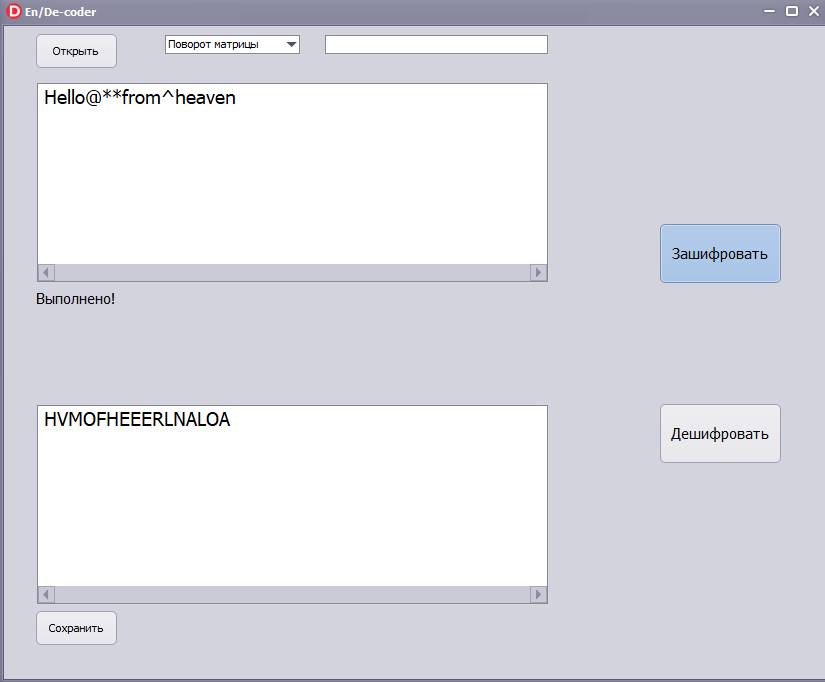 D En/De-coder
Открыть
Поворот матрицы
Hello@**from^heaven
Зашифровать
Выполнено!
HVMOFHEEERLNALOA
Дешифровать
Сохранить